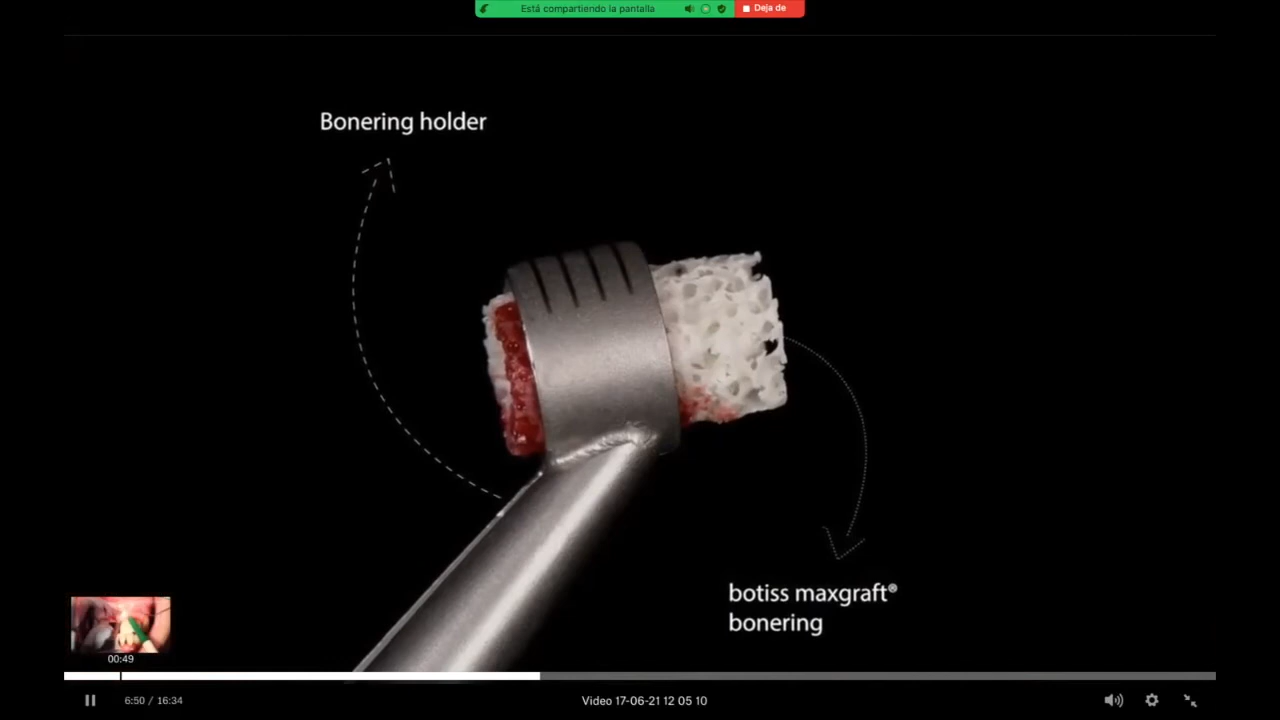 Está compartiendo la pantalla
Deja de
Bonering holder
botiss maxgraft®
bonering
00:49
6:50 / 16:34
Video 17-06-21 12 05 10